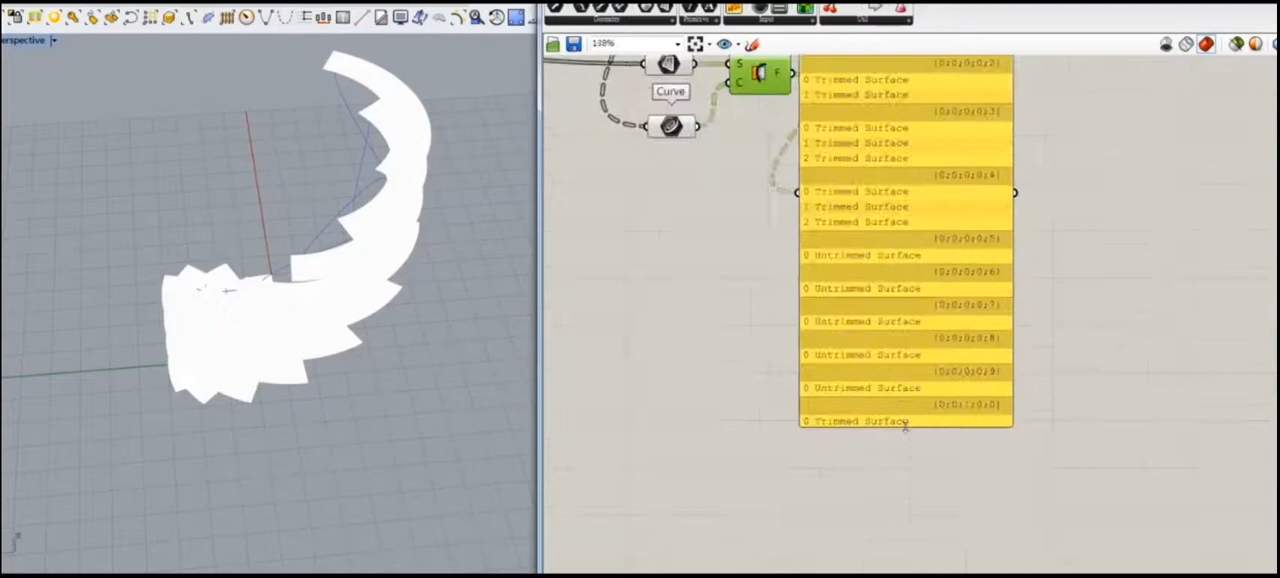 Geometry
Primitive
Input
Util
erspective
138%
{0;0;0;0;2}
S
C
F
0 Trimmed Surface
1 Trimmed Surface
Curve
{0;0;0;0;3}
0 Trimmed Surface
1 Trimmed Surface
2 Trimmed Surface
{0;0;0;0;4}
0 Trimmed Surface
1 Trimmed Surface
2 Trimmed Surface
{0;0;0;0;5}
0 Untrimmed Surface
{0;0;0;0;6}
0 Untrimmed Surface
{0;0;0;0;7}
0 Untrimmed Surface
{0;0;0;0;8}
0 Untrimmed Surface
{0;0;0;0;9}
0 Untrimmed Surface
{0;0;1;0;0}
0 Trimmed Surface
x